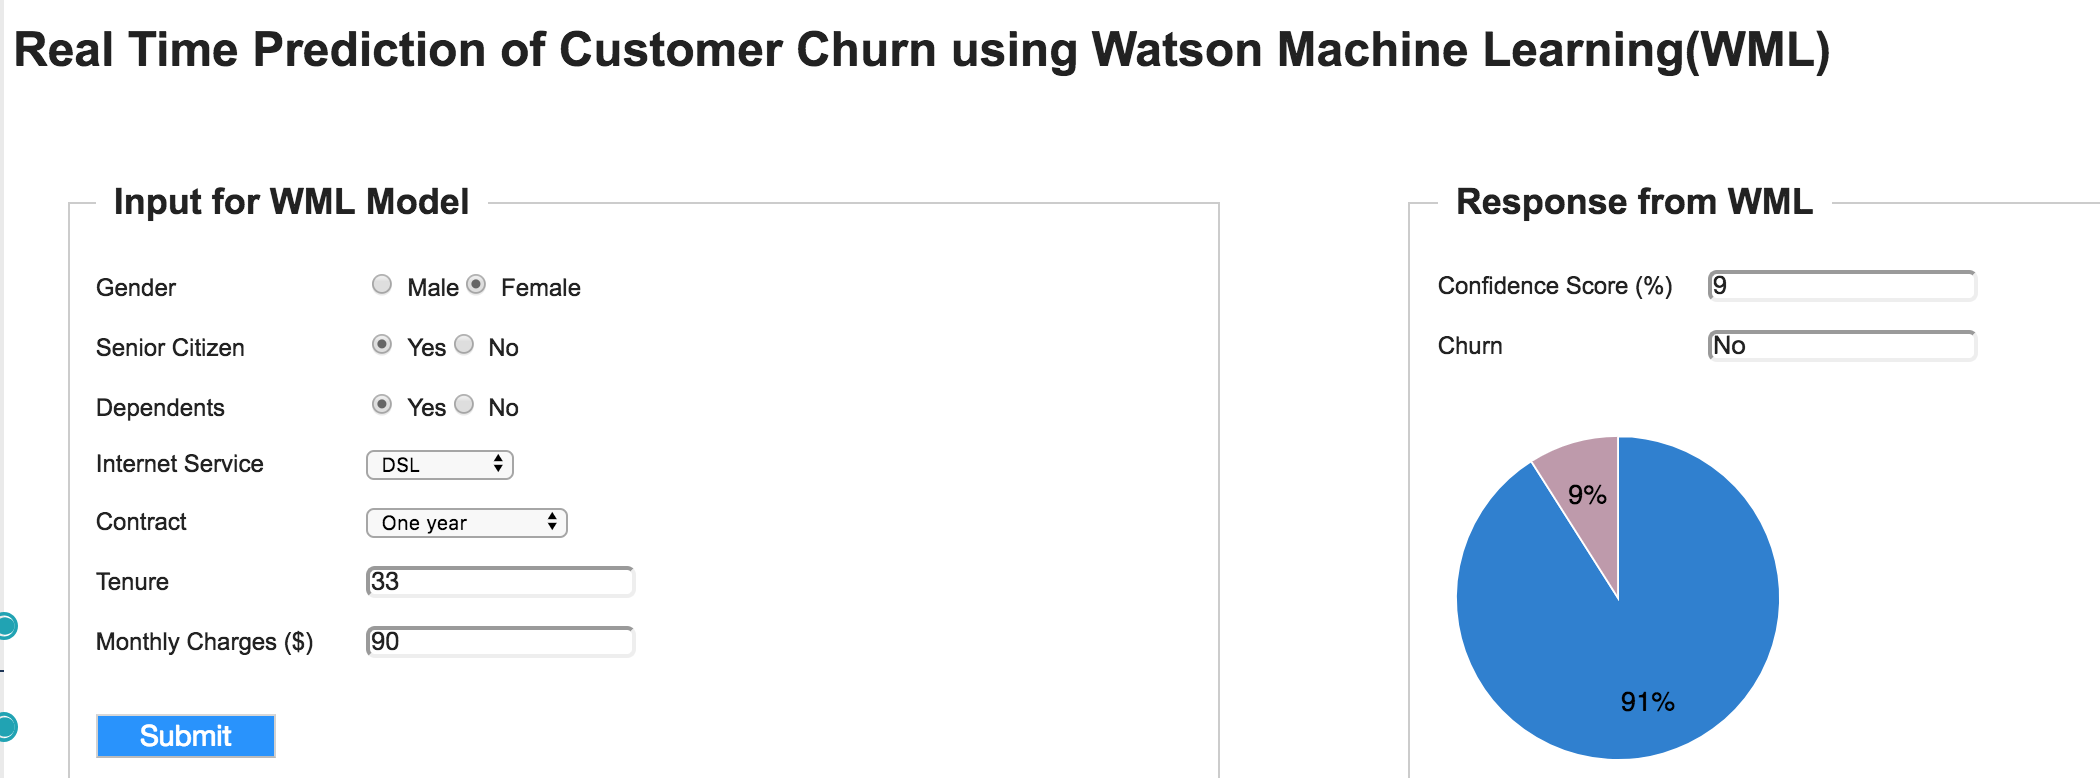 Real Time Prediction of Customer Churn using Watson Machine Learning(WML)
Input for WML Model
Gender Male Female
Senior Citizen Yes No
Dependents Yes No
Internet Service DSL
Contract One year
Tenure 33
Monthly Charges ($) 90
Submit
Response from WML
Confidence Score (%) 9
Churn No
9%
91%